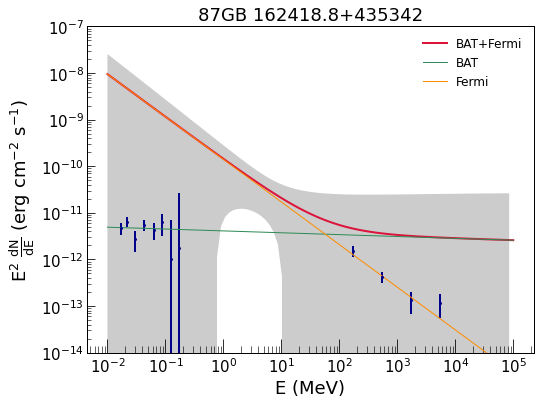 87GB 162418.8+435342
BAT+Fermi
BAT
Fermi
E² dN/dE (erg cm⁻² s⁻¹)
10⁻⁷
10⁻⁸
10⁻⁹
10⁻¹⁰
10⁻¹¹
10⁻¹²
10⁻¹³
10⁻¹⁴
10⁻² 10⁻¹ 10⁰ 10¹ 10² 10³ 10⁴ 10⁵
E (MeV)